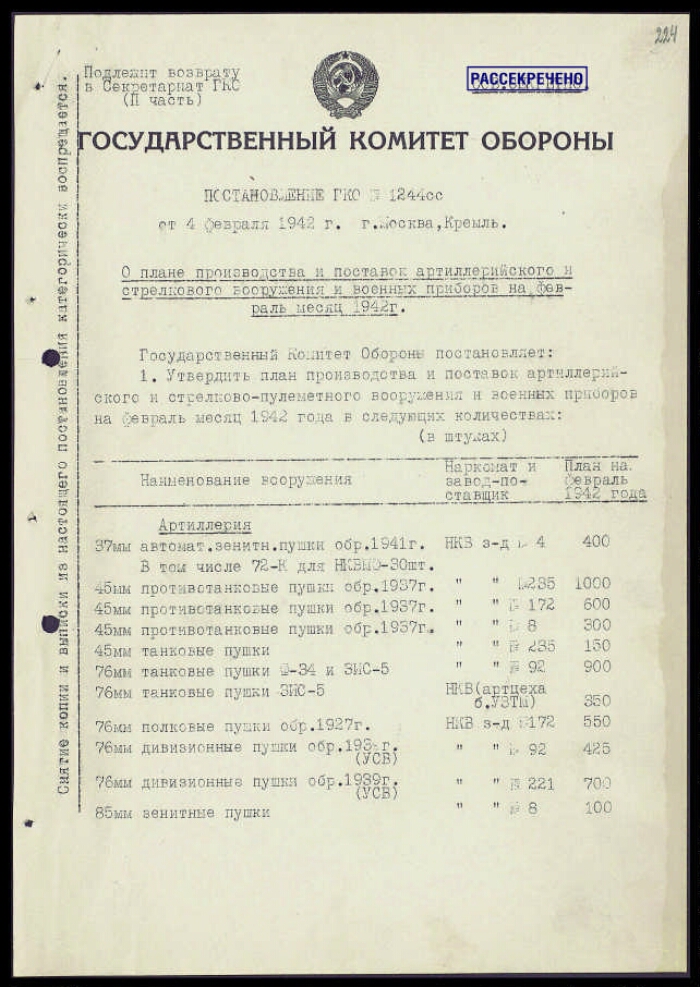 224
Подлежит возврату
в Секретариат ГКО
(П часть)
РАССЕКРЕЧЕНО
ГОСУДАРСТВЕННЫЙ КОМИТЕТ ОБОРОНЫ
ПОСТАНОВЛЕНИЕ ГКО № 1244сс
от 4 февраля 1942 г. г.Москва,Кремль.
О плане производства и поставок артиллерийского и
стрелкового вооружения и военных приборов на фев-
раль месяц 1942г.
Государственный Комитет Обороны постановляет:
1. Утвердить план производства и поставок артиллерий-
ского и стрелково-пулеметного вооружения и военных приборов
на февраль месяц 1942 года в следующих количествах:
(в штуках)
Наименование вооружения Наркомат и завод-по-ставщик План на февраль 1942 года
Артиллерия
37мм автомат.зенитн.пушки обр.1941г. НКВ з-д № 4 400
В том числе 72-К для НКВМФ-30шт.
45мм противотанковые пушки обр.1937г. " " №235 1000
45мм противотанковые пушки обр.1937г. " " № 172 600
45мм противотанковые пушки обр.1937г. " " № 8 300
45мм танковые пушки " " № 235 150
76мм танковые пушки Ф-34 и ЗИС-5 " " № 92 900
76мм танковые пушки ЗИС-5 НКВ(артцеха
б.УЗТМ) 350
76мм полковые пушки обр.1927г. НКВ з-д №172 550
76мм дивизионные пушки обр.1939г. " " № 92 425
(УСВ)
76мм дивизионные пушки обр.1939г. " " № 221 700
(УСВ)
85мм зенитные пушки " " № 8 100
Снятие копии и выписки из настоящего постановления категорически воспрещается.